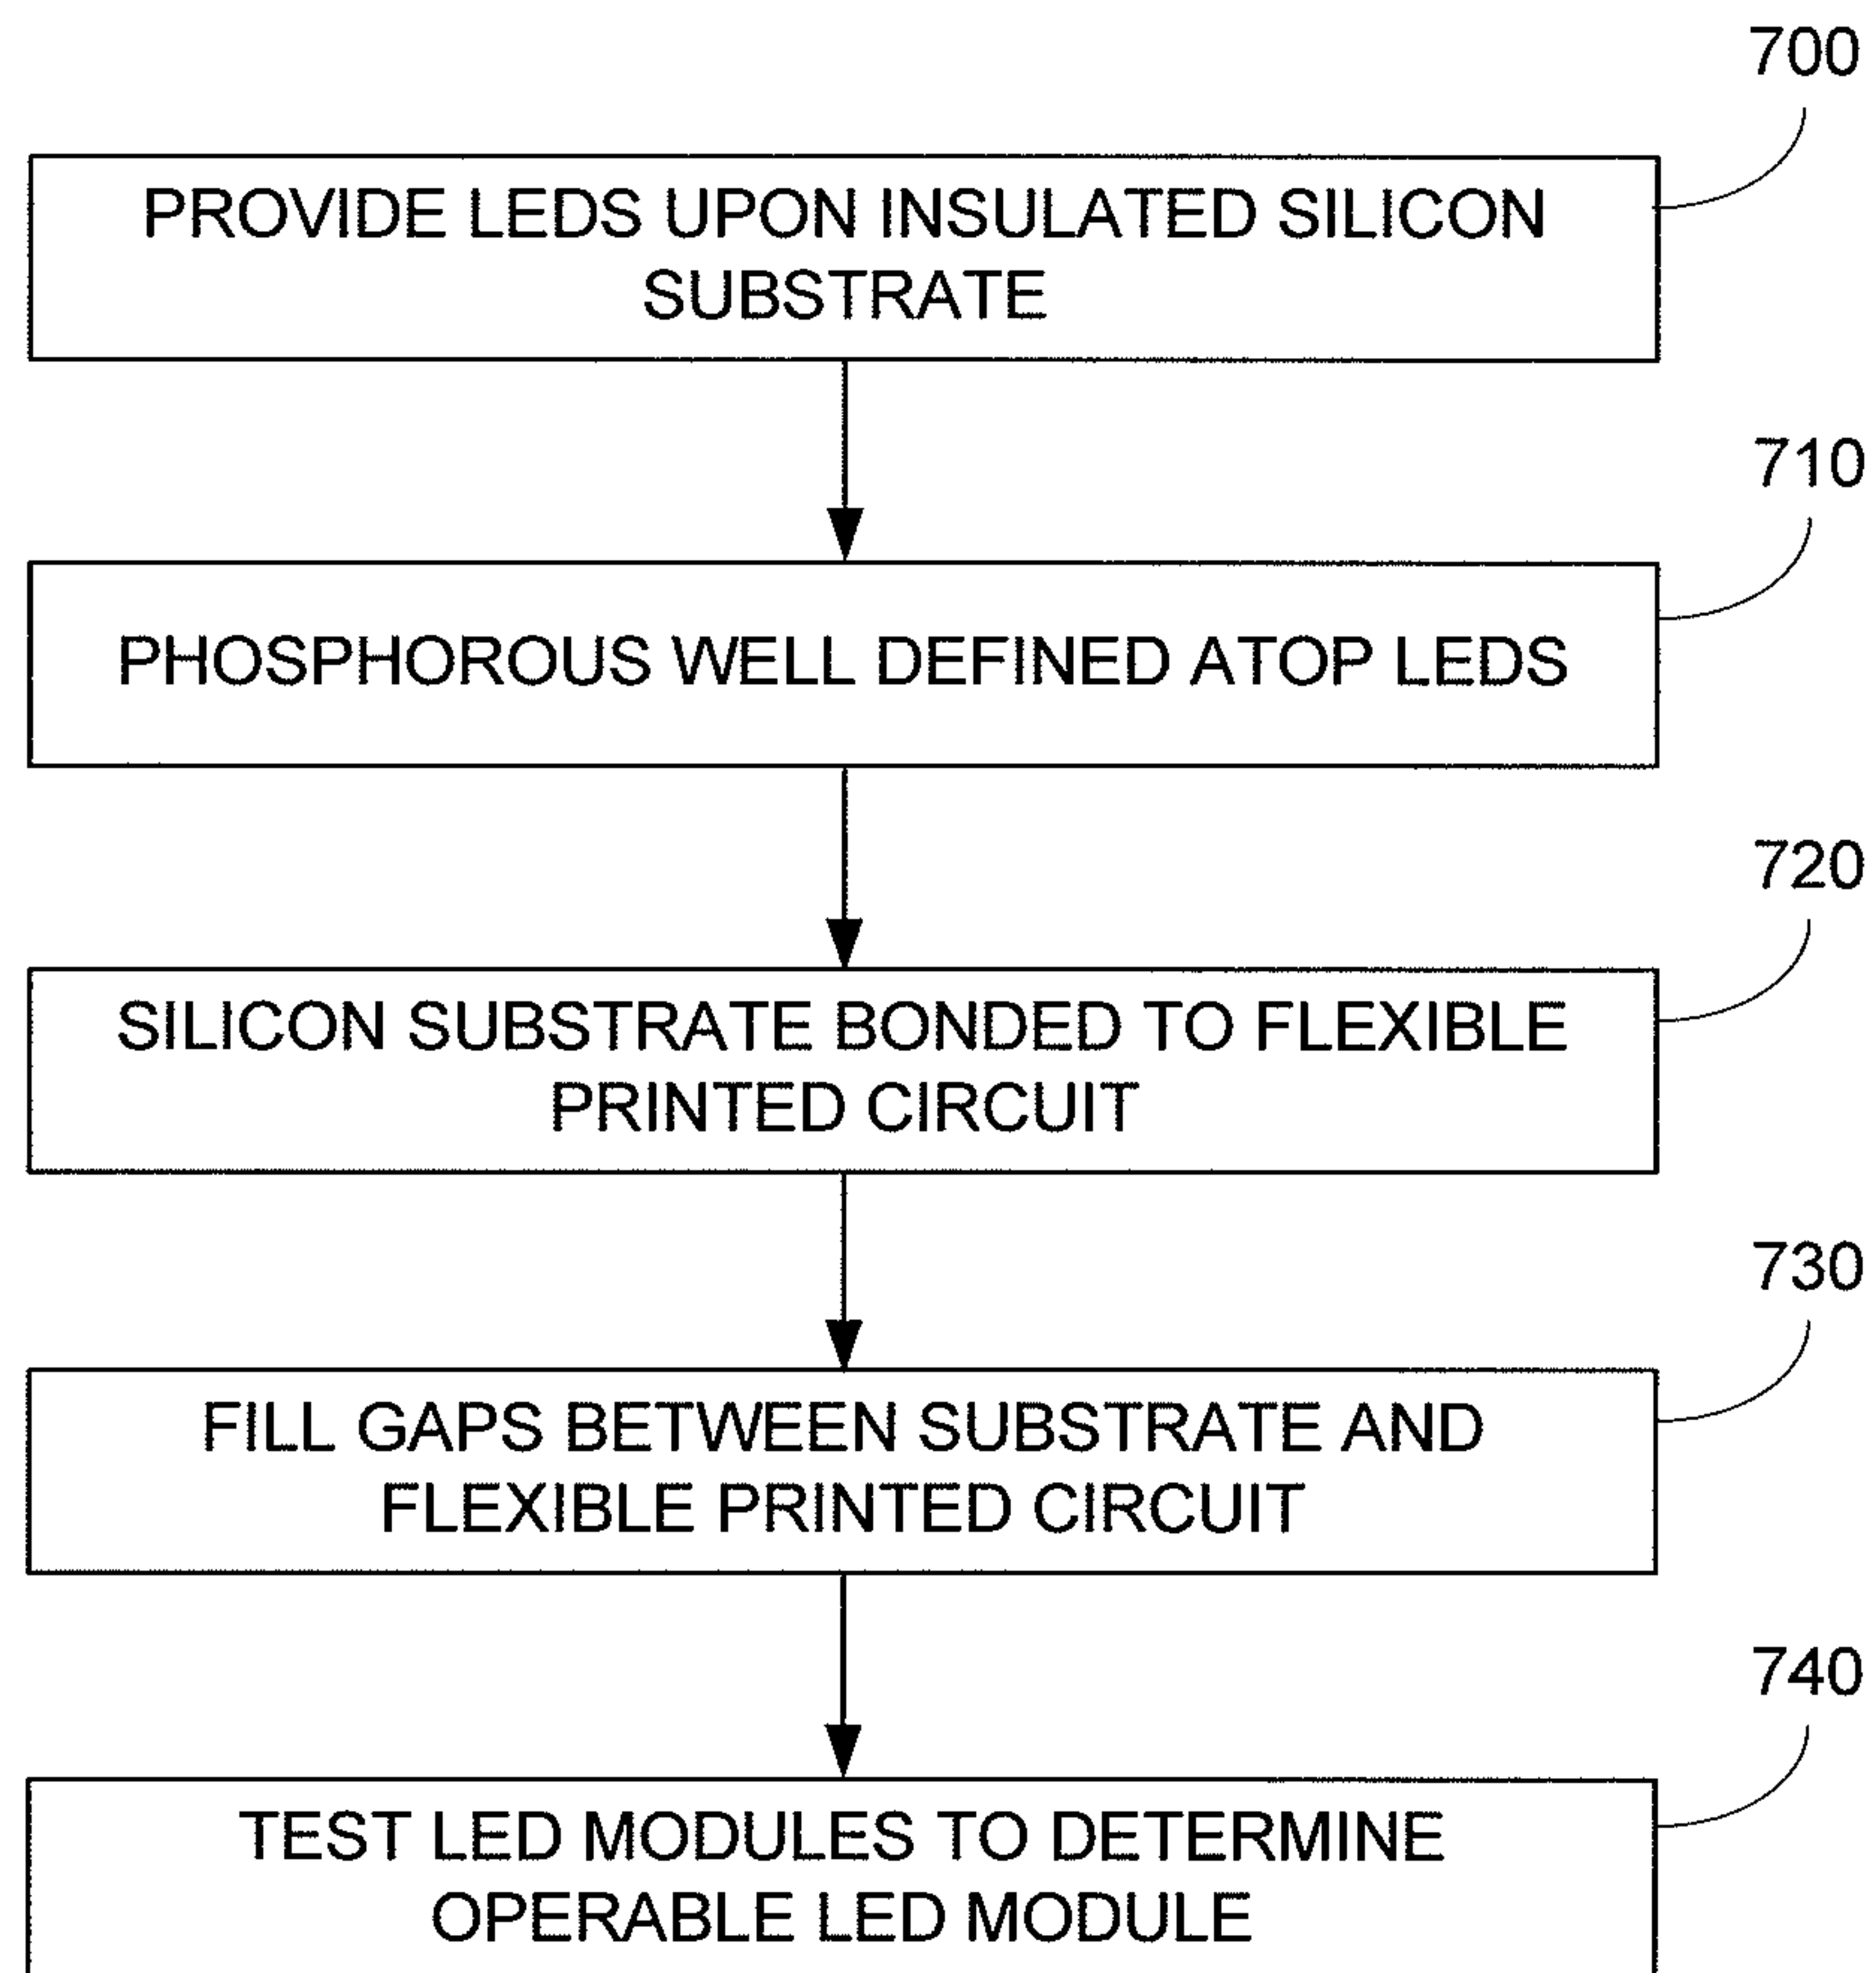 700
PROVIDE LEDS UPON INSULATED SILICON
SUBSTRATE
710
PHOSPHOROUS WELL DEFINED ATOP LEDS
720
SILICON SUBSTRATE BONDED TO FLEXIBLE
PRINTED CIRCUIT
730
FILL GAPS BETWEEN SUBSTRATE AND
FLEXIBLE PRINTED CIRCUIT
740
TEST LED MODULES TO DETERMINE
OPERABLE LED MODULE